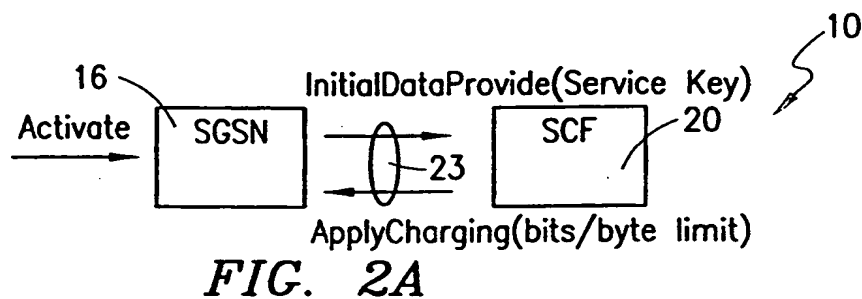 10
16
InitialDataProvide(Service Key)
Activate
SGSN
SCF
20
23
ApplyCharging(bits/byte limit)
FIG. 2A